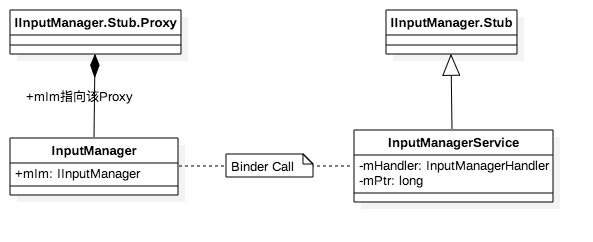 IInputManager.Stub.Proxy
IInputManager.Stub
+mIm指向该Proxy
InputManager
+mIm: IInputManager
Binder Call
InputManagerService
-mHandler: InputManagerHandler
-mPtr: long